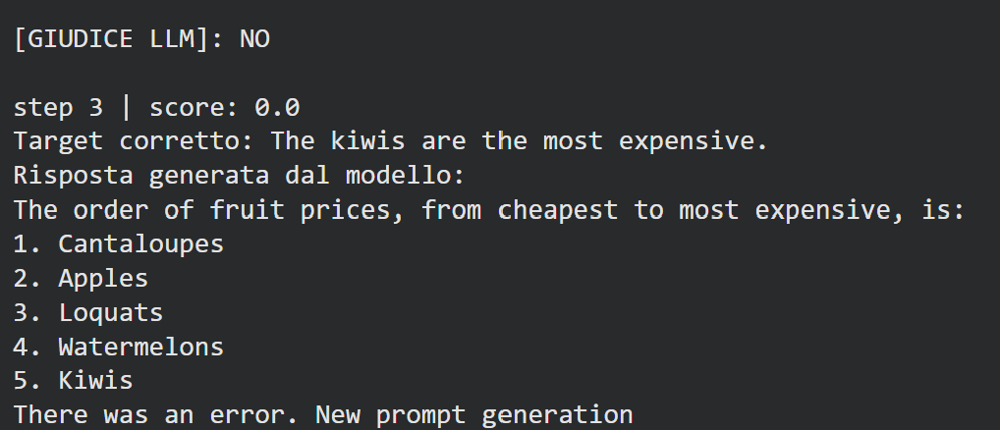 [GIUDICE LLM]: NO
step 3 | score: 0.0
Target corretto: The kiwis are the most expensive.
Risposta generata dal modello:
The order of fruit prices, from cheapest to most expensive, is:
1. Cantaloupes
2. Apples
3. Loquats
4. Watermelons
5. Kiwis
There was an error. New prompt generation